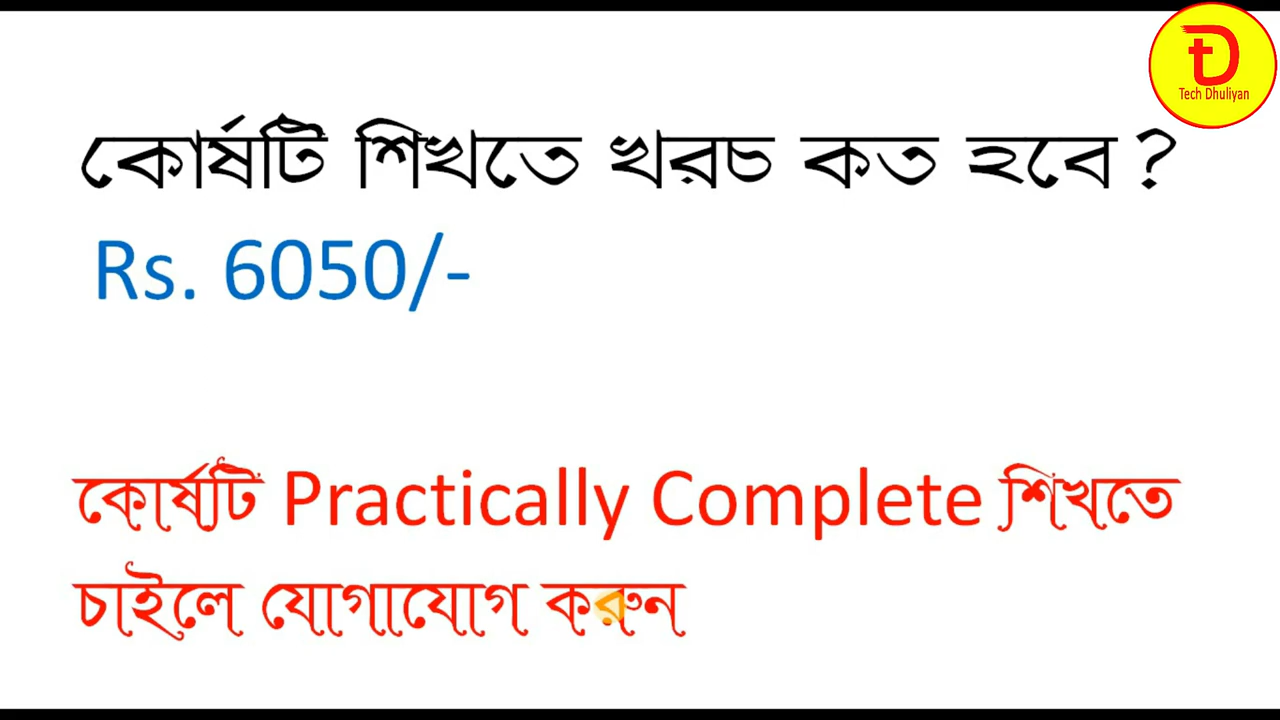 Tech Dhuliyan
কোর্ষটি শিখতে খরচ কত হবে ?
Rs. 6050/-
কোর্ষটি Practically Complete শিখতে
চাইলে যোগাযোগ করুন